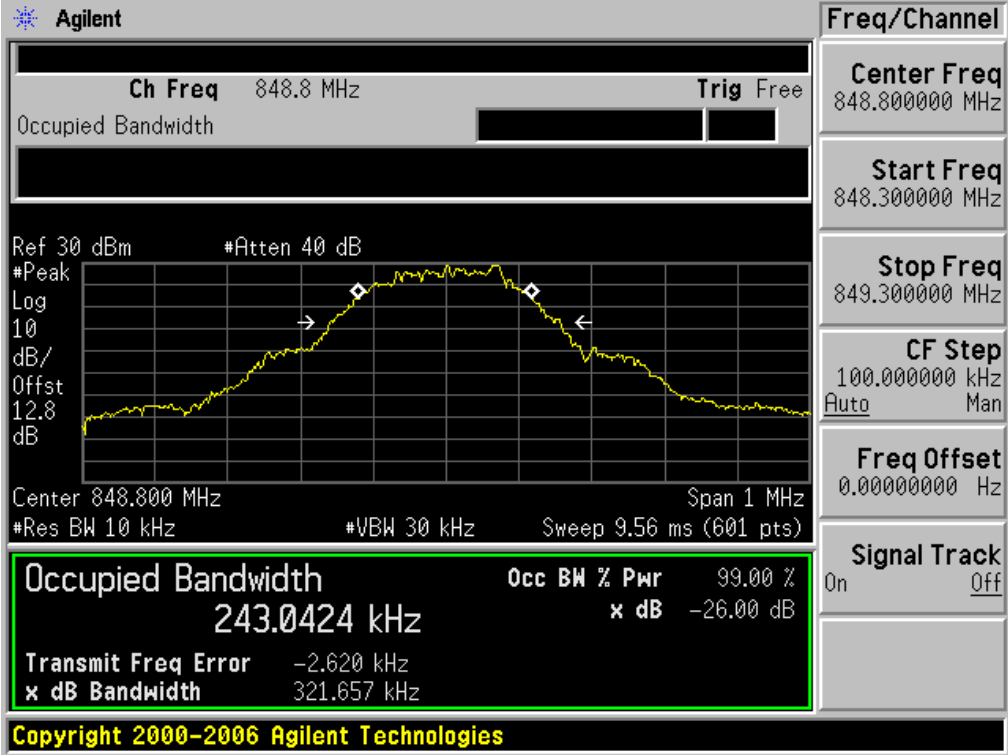 Agilent
Freq/Channel
Ch Freq 848.8 MHz Trig Free
Occupied Bandwidth
Center Freq
848.800000 MHz
Start Freq
848.300000 MHz
Stop Freq
849.300000 MHz
CF Step
100.000000 kHz
Auto Man
Freq Offset
0.00000000 Hz
Signal Track
On Off
Ref 30 dBm #Atten 40 dB
#Peak
Log
10
dB/
Offst
12.8
dB
Center 848.800 MHz Span 1 MHz
#Res BW 10 kHz #VBW 30 kHz Sweep 9.56 ms (601 pts)
Occupied Bandwidth
243.0424 kHz
Occ BW % Pwr 99.00 %
x dB -26.00 dB
Transmit Freq Error -2.620 kHz
x dB Bandwidth 321.657 kHz
Copyright 2000-2006 Agilent Technologies